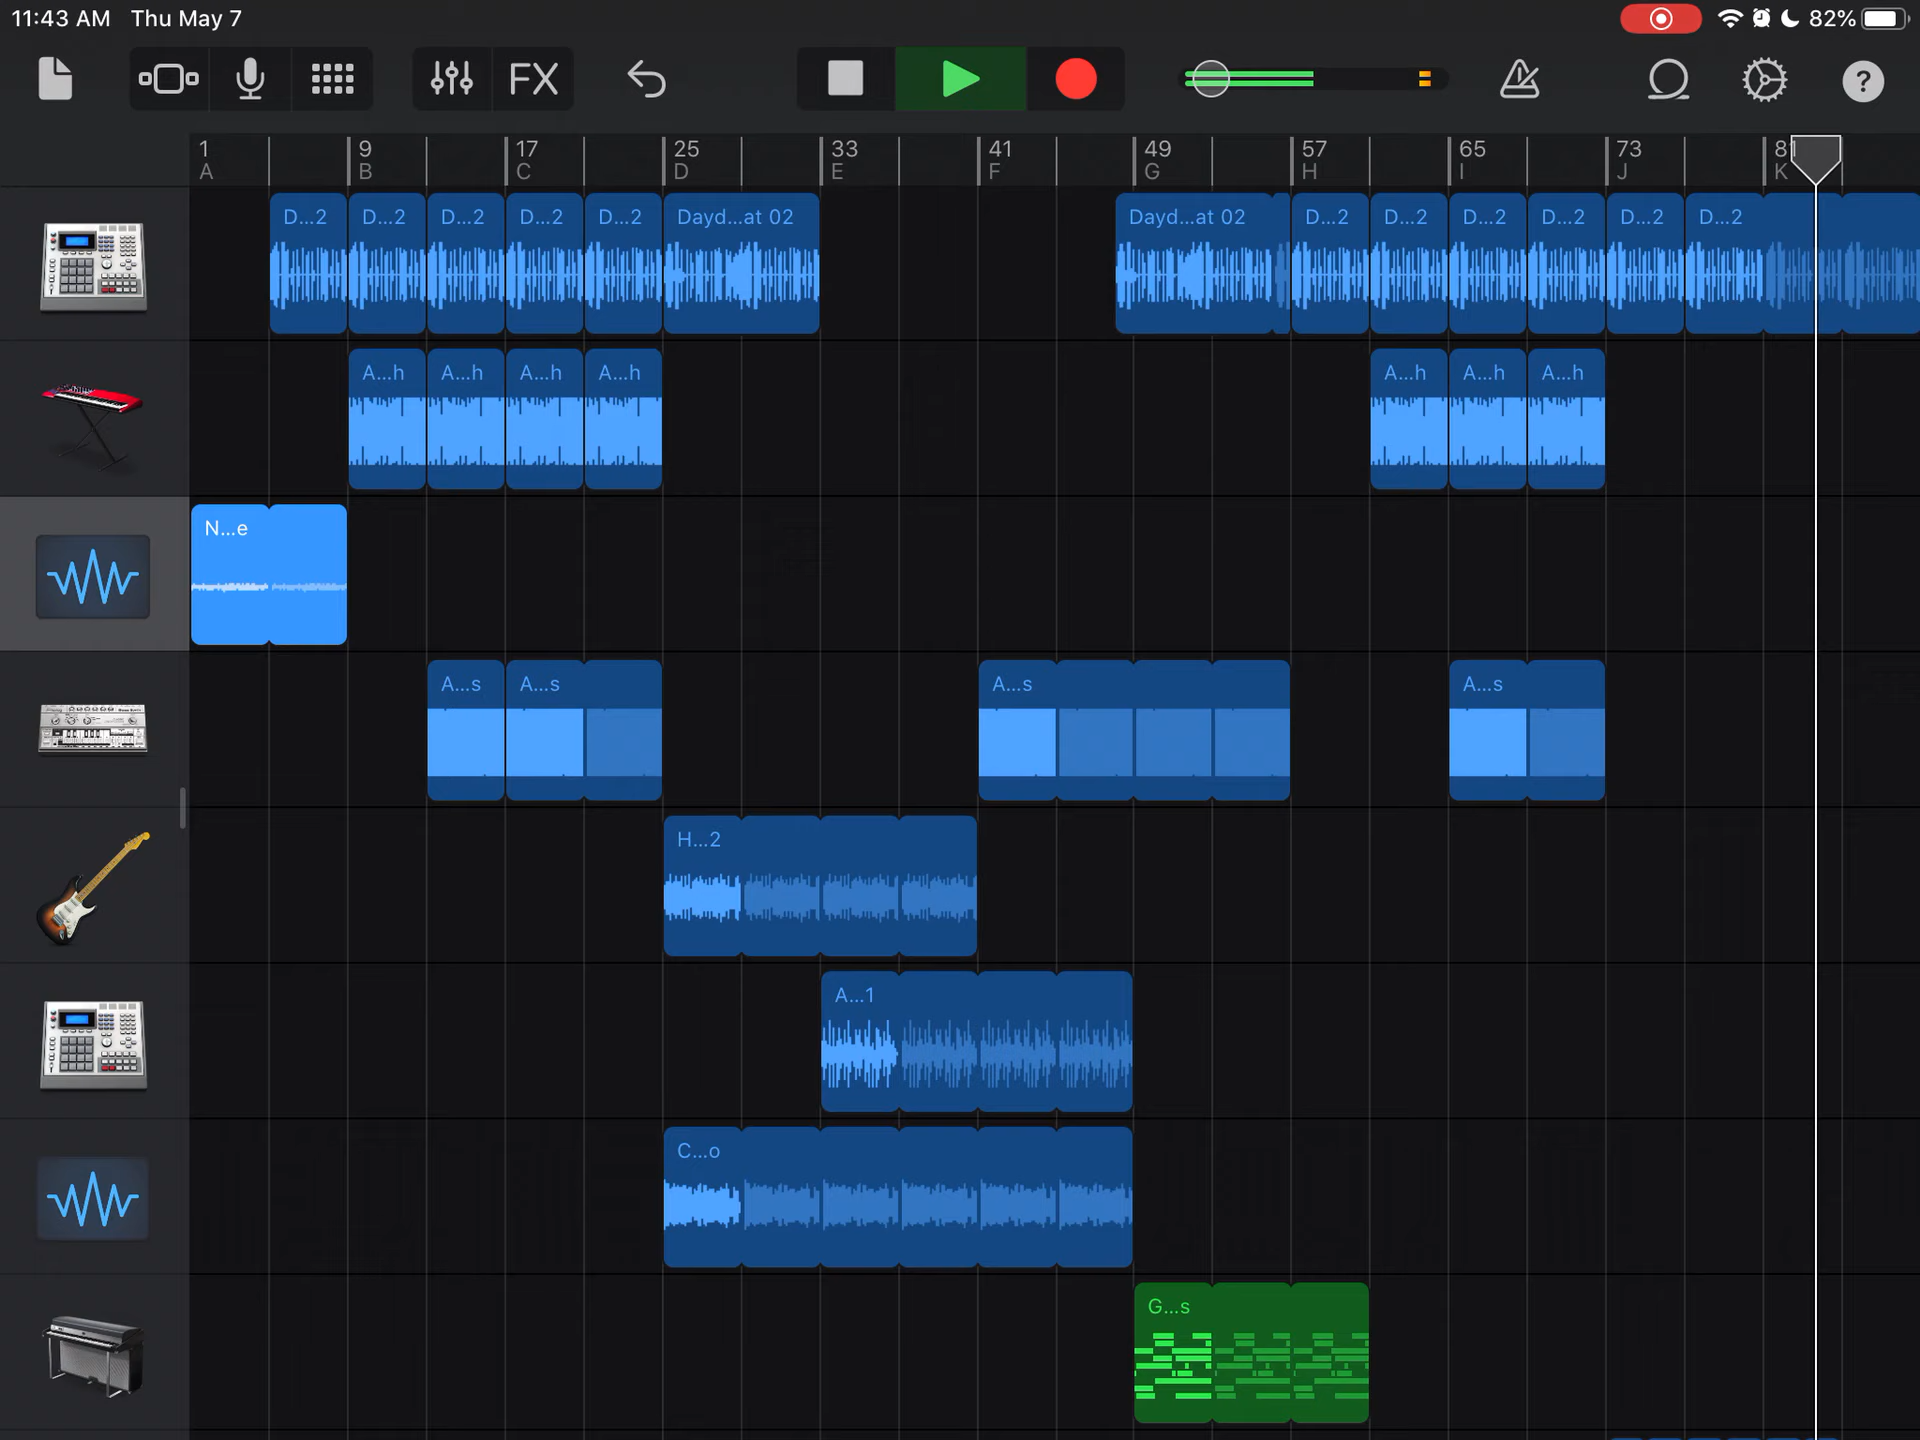 11:43 AM Thu May 7 82%
FX ?
1 9 17 25 33 41 49 57 65 73 81
A B C D E F G H I J K
D...2 D...2 D...2 D...2 D...2 Dayd...at 02 Dayd...at 02 D...2 D...2 D...2 D...2 D...2 D...2
A...h A...h A...h A...h A...h A...h A...h
N...e
A...s A...s A...s A...s
H...2
A...1
C...o
G...s